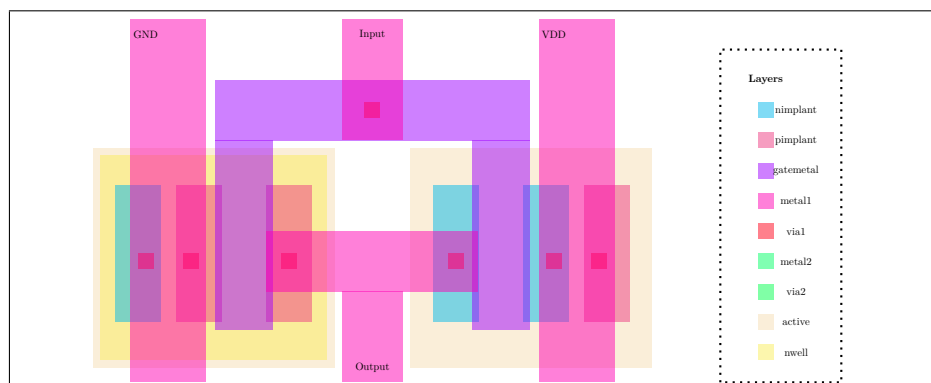 GND
Input
VDD
Layers
nimplant
pimplant
gatemetal
metal1
via1
metal2
via2
active
nwell
Output